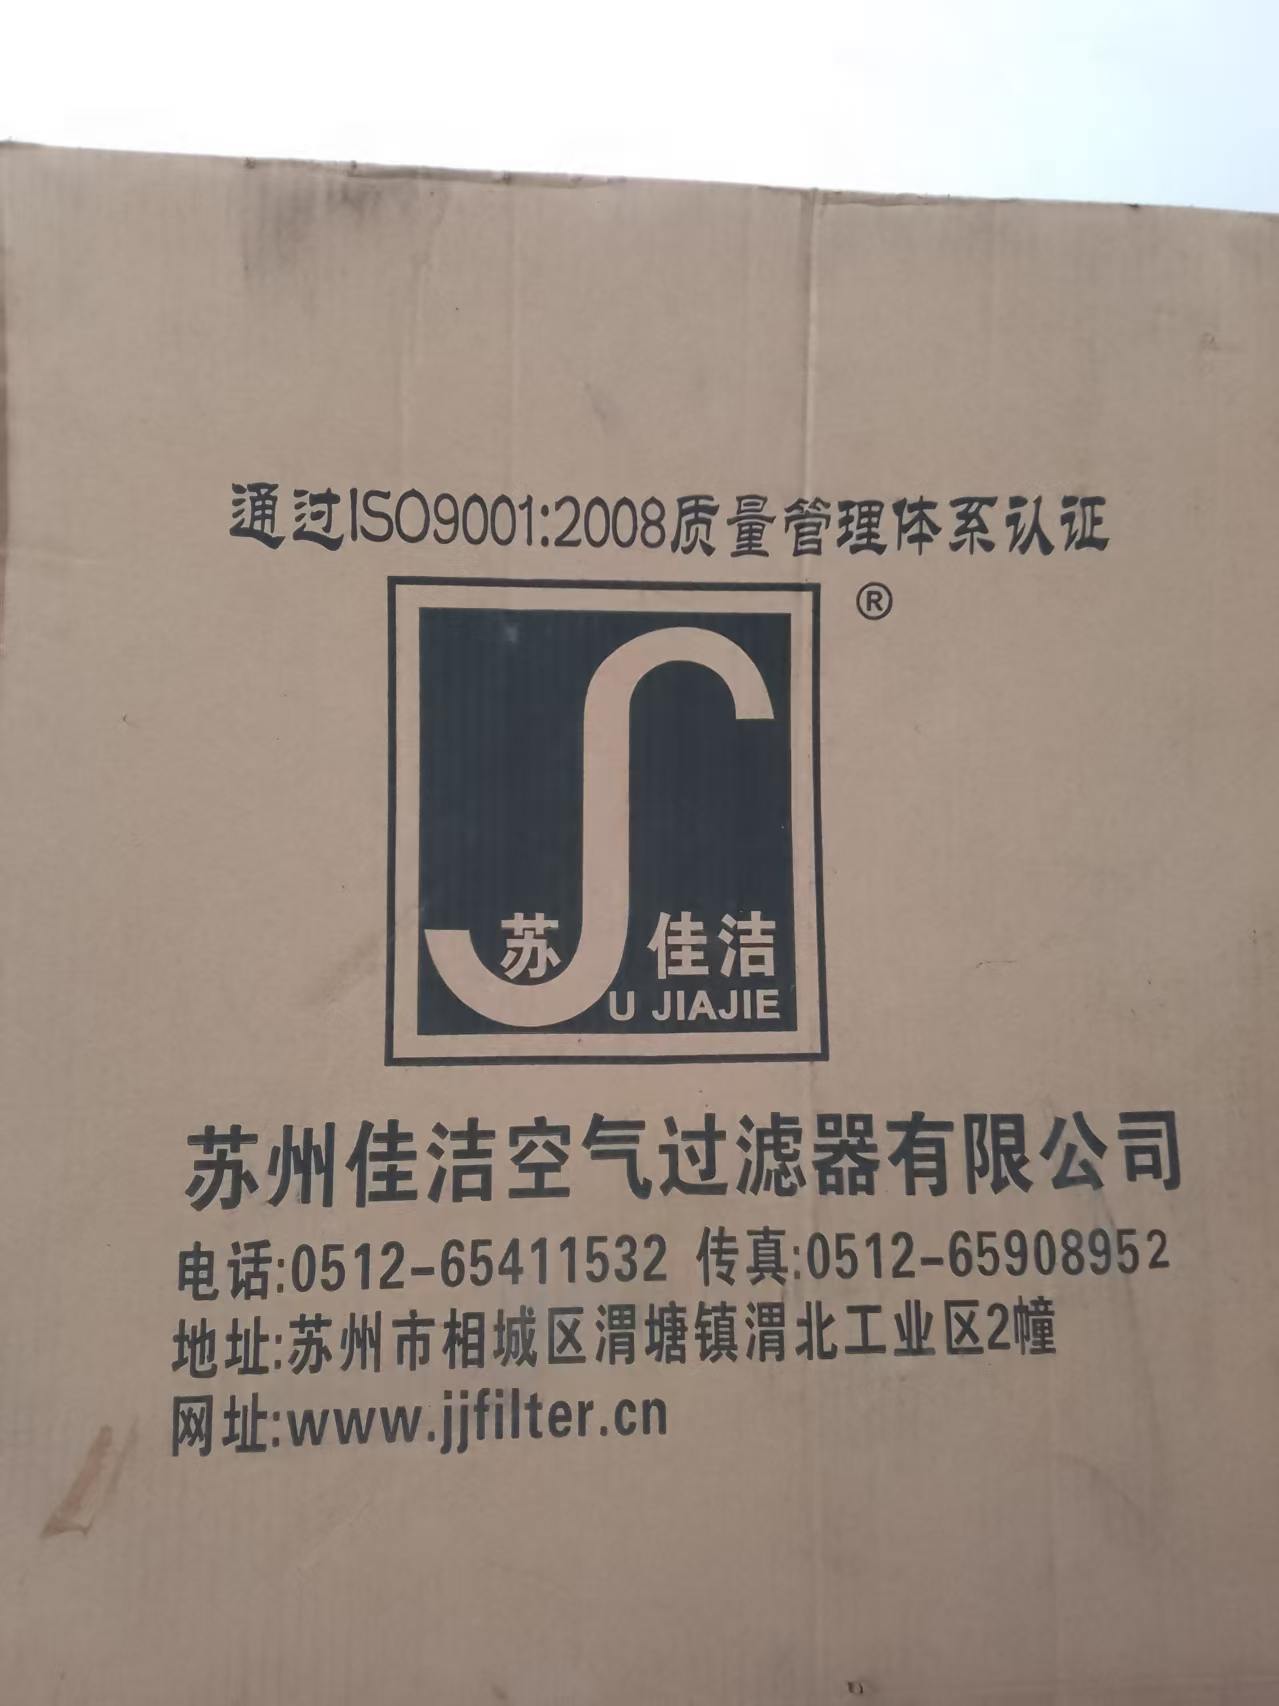 通过ISO9001:2008质量管理体系认证
®
苏 佳洁
SU JIAJIE
苏州佳洁空气过滤器有限公司
电话:0512-65411532 传真:0512-65908952
地址:苏州市相城区渭塘镇渭北工业区2幢
网址:www.jjfilter.cn